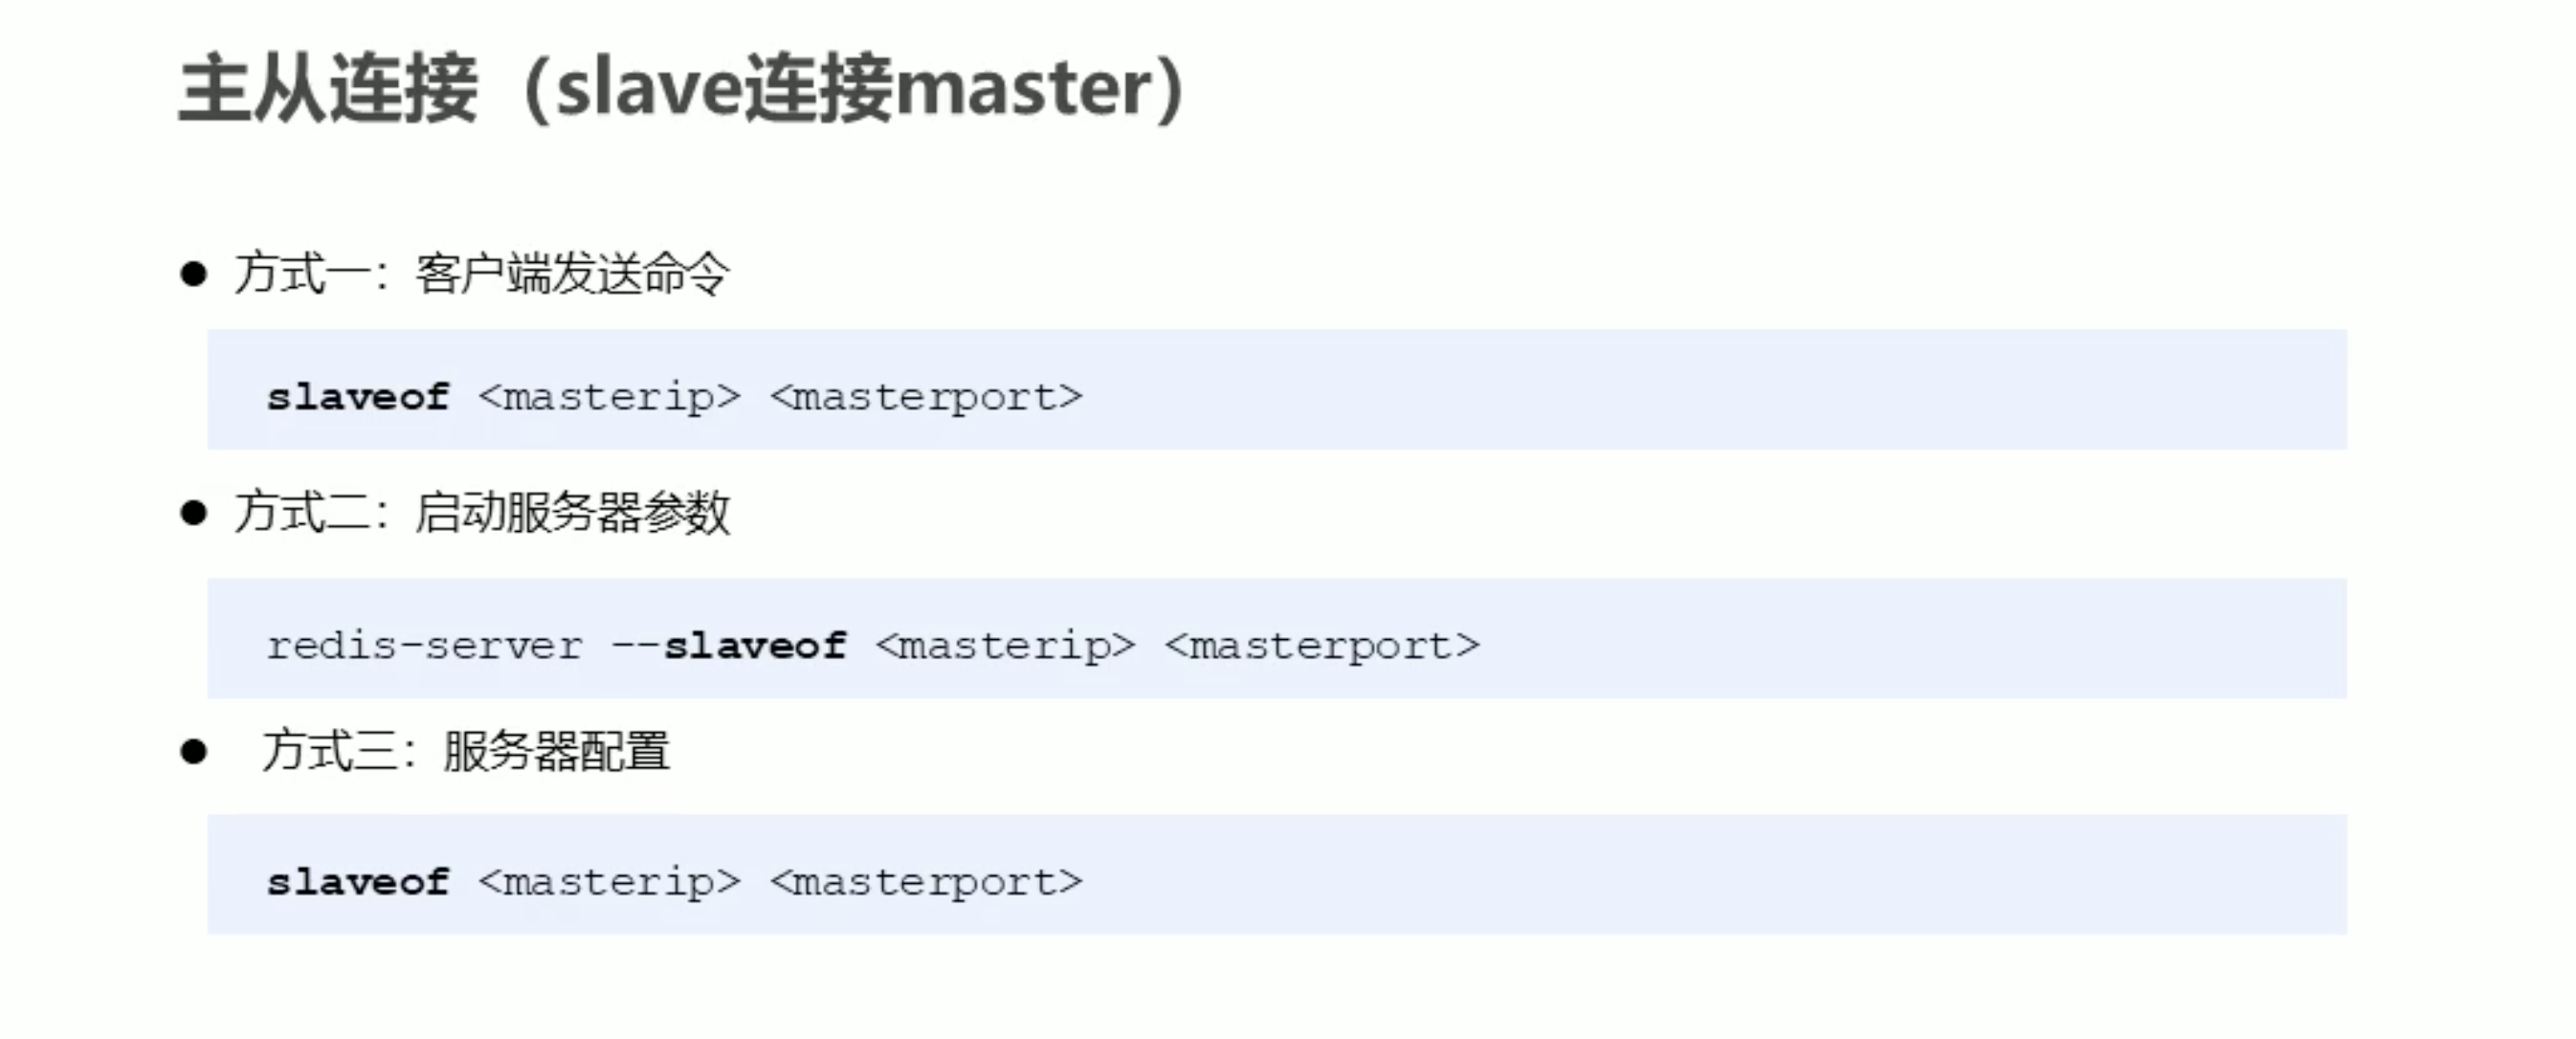 主从连接（slave连接master）
● 方式一：客户端发送命令
slaveof <masterip> <masterport>
● 方式二：启动服务器参数
redis-server --slaveof <masterip> <masterport>
● 方式三：服务器配置
slaveof <masterip> <masterport>